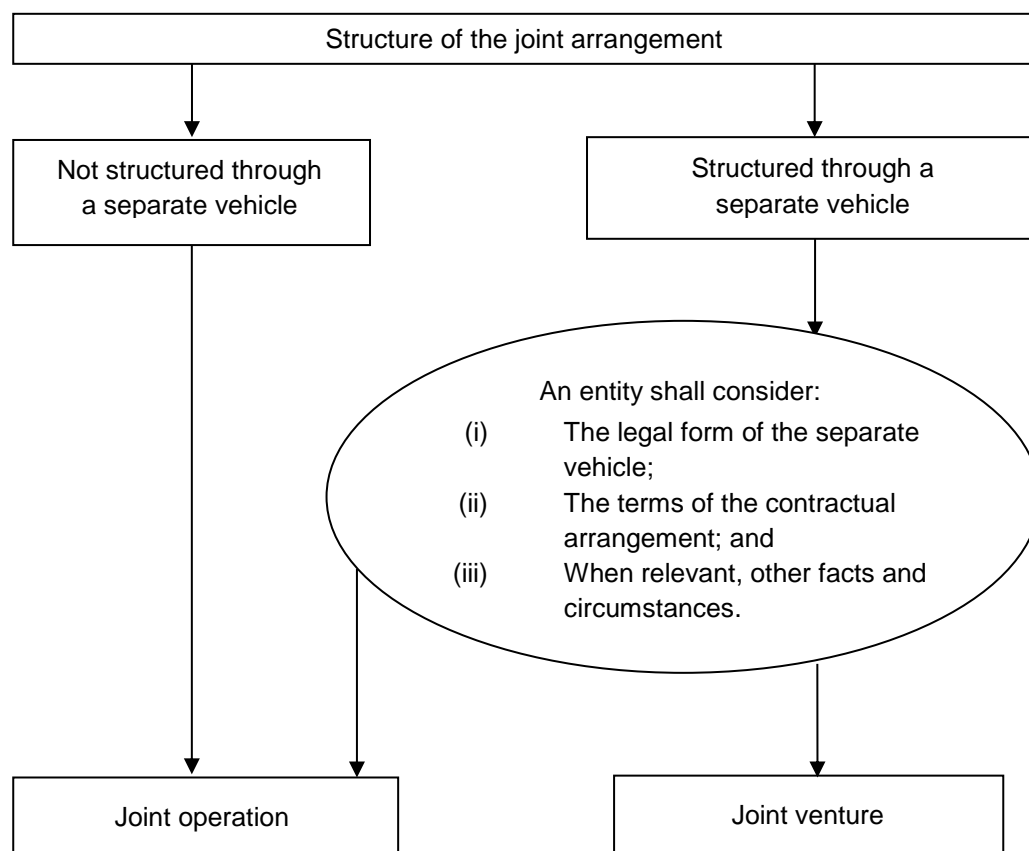 Structure of the joint arrangement
Not structured through
a separate vehicle
Structured through a
separate vehicle
An entity shall consider:
(i) The legal form of the separate
vehicle;
(ii) The terms of the contractual
arrangement; and
(iii) When relevant, other facts and
circumstances.
Joint operation
Joint venture